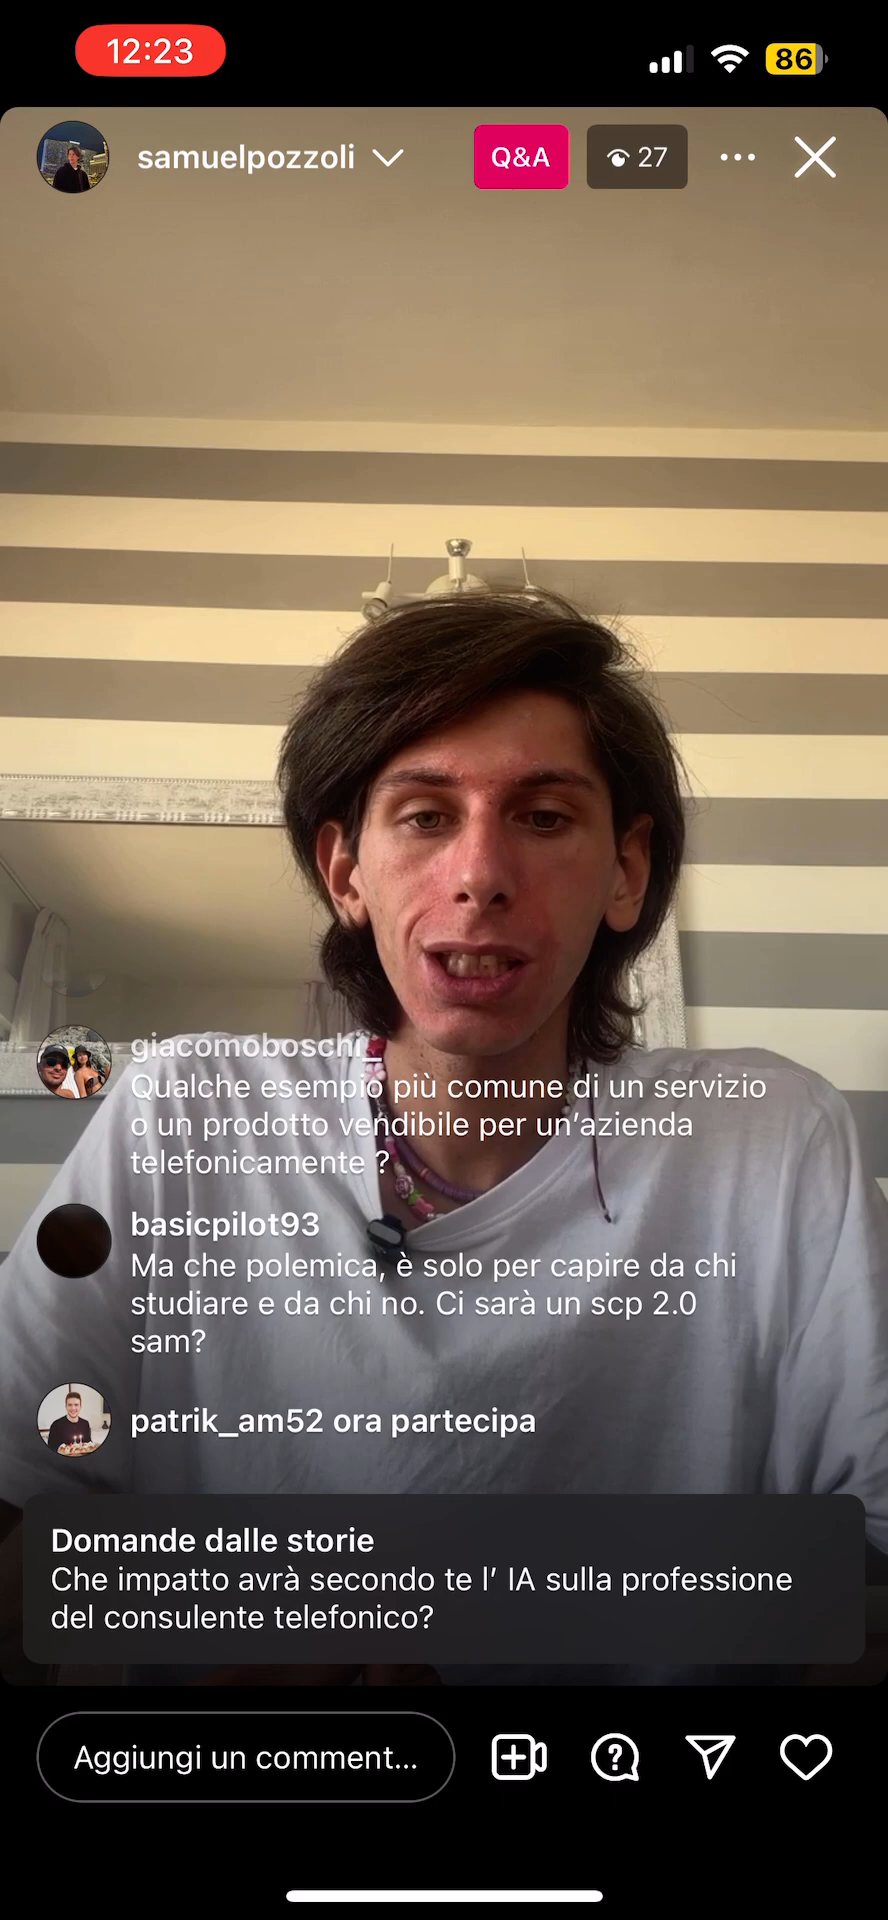 12:23
86
samuelpozzoli
Q&A
27
giacomoboschi_
Qualche esempio più comune di un servizio
o un prodotto vendibile per un’azienda
telefonicamente ?
basicpilot93
Ma che polemica, è solo per capire da chi
studiare e da chi no. Ci sarà un scp 2.0
sam?
patrik_am52 ora partecipa
Domande dalle storie
Che impatto avrà secondo te l’ IA sulla professione
del consulente telefonico?
Aggiungi un comment...